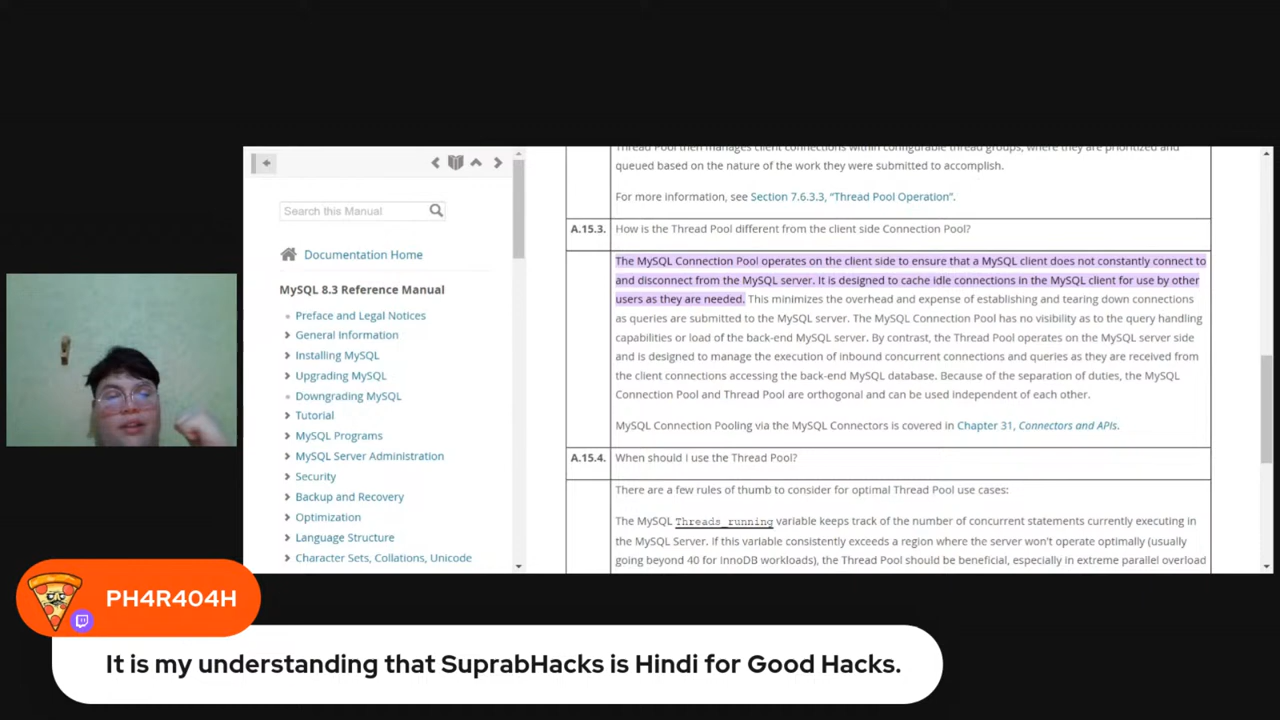 Search this Manual
Documentation Home
MySQL 8.3 Reference Manual
Preface and Legal Notices
General Information
Installing MySQL
Upgrading MySQL
Downgrading MySQL
Tutorial
MySQL Programs
MySQL Server Administration
Security
Backup and Recovery
Optimization
Language Structure
Character Sets, Collations, Unicode
Thread Pool then manages client connections within configurable thread groups, where they are prioritized and
queued based on the nature of the work they were submitted to accomplish.
For more information, see Section 7.6.3.3, “Thread Pool Operation”.
A.15.3. How is the Thread Pool different from the client side Connection Pool?
The MySQL Connection Pool operates on the client side to ensure that a MySQL client does not constantly connect to
and disconnect from the MySQL server. It is designed to cache idle connections in the MySQL client for use by other
users as they are needed. This minimizes the overhead and expense of establishing and tearing down connections
as queries are submitted to the MySQL server. The MySQL Connection Pool has no visibility as to the query handling
capabilities or load of the back-end MySQL server. By contrast, the Thread Pool operates on the MySQL server side
and is designed to manage the execution of inbound concurrent connections and queries as they are received from
the client connections accessing the back-end MySQL database. Because of the separation of duties, the MySQL
Connection Pool and Thread Pool are orthogonal and can be used independent of each other.
MySQL Connection Pooling via the MySQL Connectors is covered in Chapter 31, Connectors and APIs.
A.15.4. When should I use the Thread Pool?
There are a few rules of thumb to consider for optimal Thread Pool use cases:
The MySQL Threads_running variable keeps track of the number of concurrent statements currently executing in
the MySQL Server. If this variable consistently exceeds a region where the server won't operate optimally (usually
going beyond 40 for InnoDB workloads), the Thread Pool should be beneficial, especially in extreme parallel overload
PH4R404H
It is my understanding that SuprabHacks is Hindi for Good Hacks.